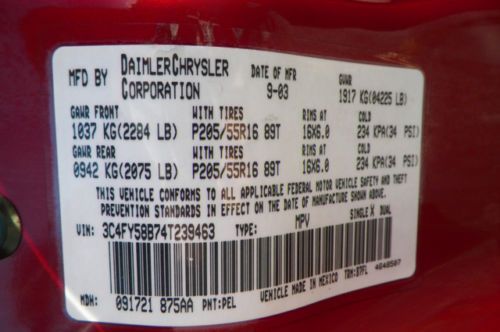 MFD BY DAIMLERCHRYSLER CORPORATION DATE OF MFR 9-03 GVWR 1917 KG(04225 LB)
GAWR FRONT WITH TIRES RIMS AT COLD
1037 KG(2284 LB) P205/55R16 89T 16X6.0 234 KPA(34 PSI)
GAWR REAR WITH TIRES RIMS AT COLD
0942 KG(2075 LB) P205/55R16 89T 16X6.0 234 KPA(34 PSI)
THIS VEHICLE CONFORMS TO ALL APPLICABLE FEDERAL MOTOR VEHICLE SAFETY AND THEFT
PREVENTION STANDARDS IN EFFECT ON THE DATE OF MANUFACTURE SHOWN ABOVE
VIN: 3C4FY58B74T239463 TYPE: MPV SINGLE X DUAL
MDH: 091721 875AA PNT:PEL VEHICLE MADE IN MEXICO TRM:B7FL 4648507